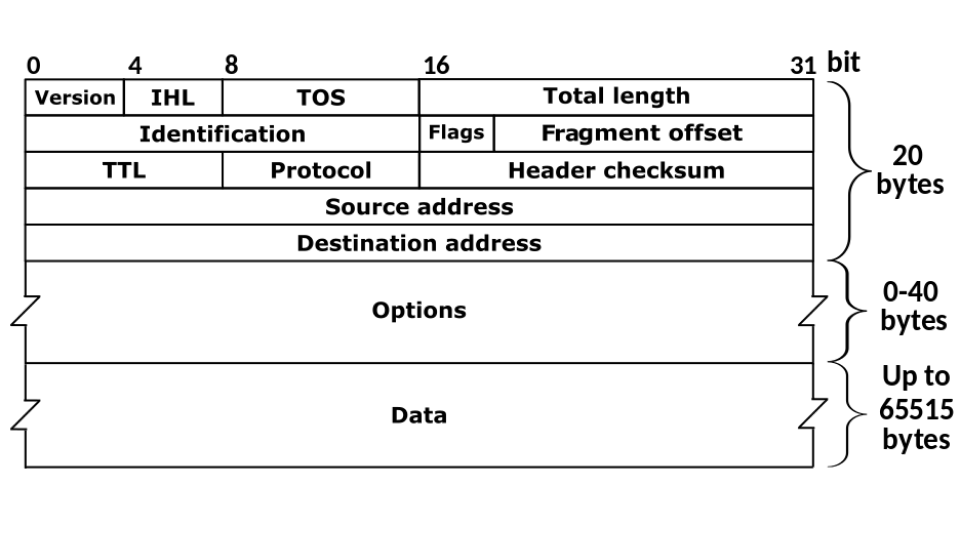 0 4 8 16 31 bit
Version IHL TOS Total length
Identification Flags Fragment offset
TTL Protocol Header checksum
Source address
Destination address
20
bytes
Options
0-40
bytes
Data
Up to
65515
bytes